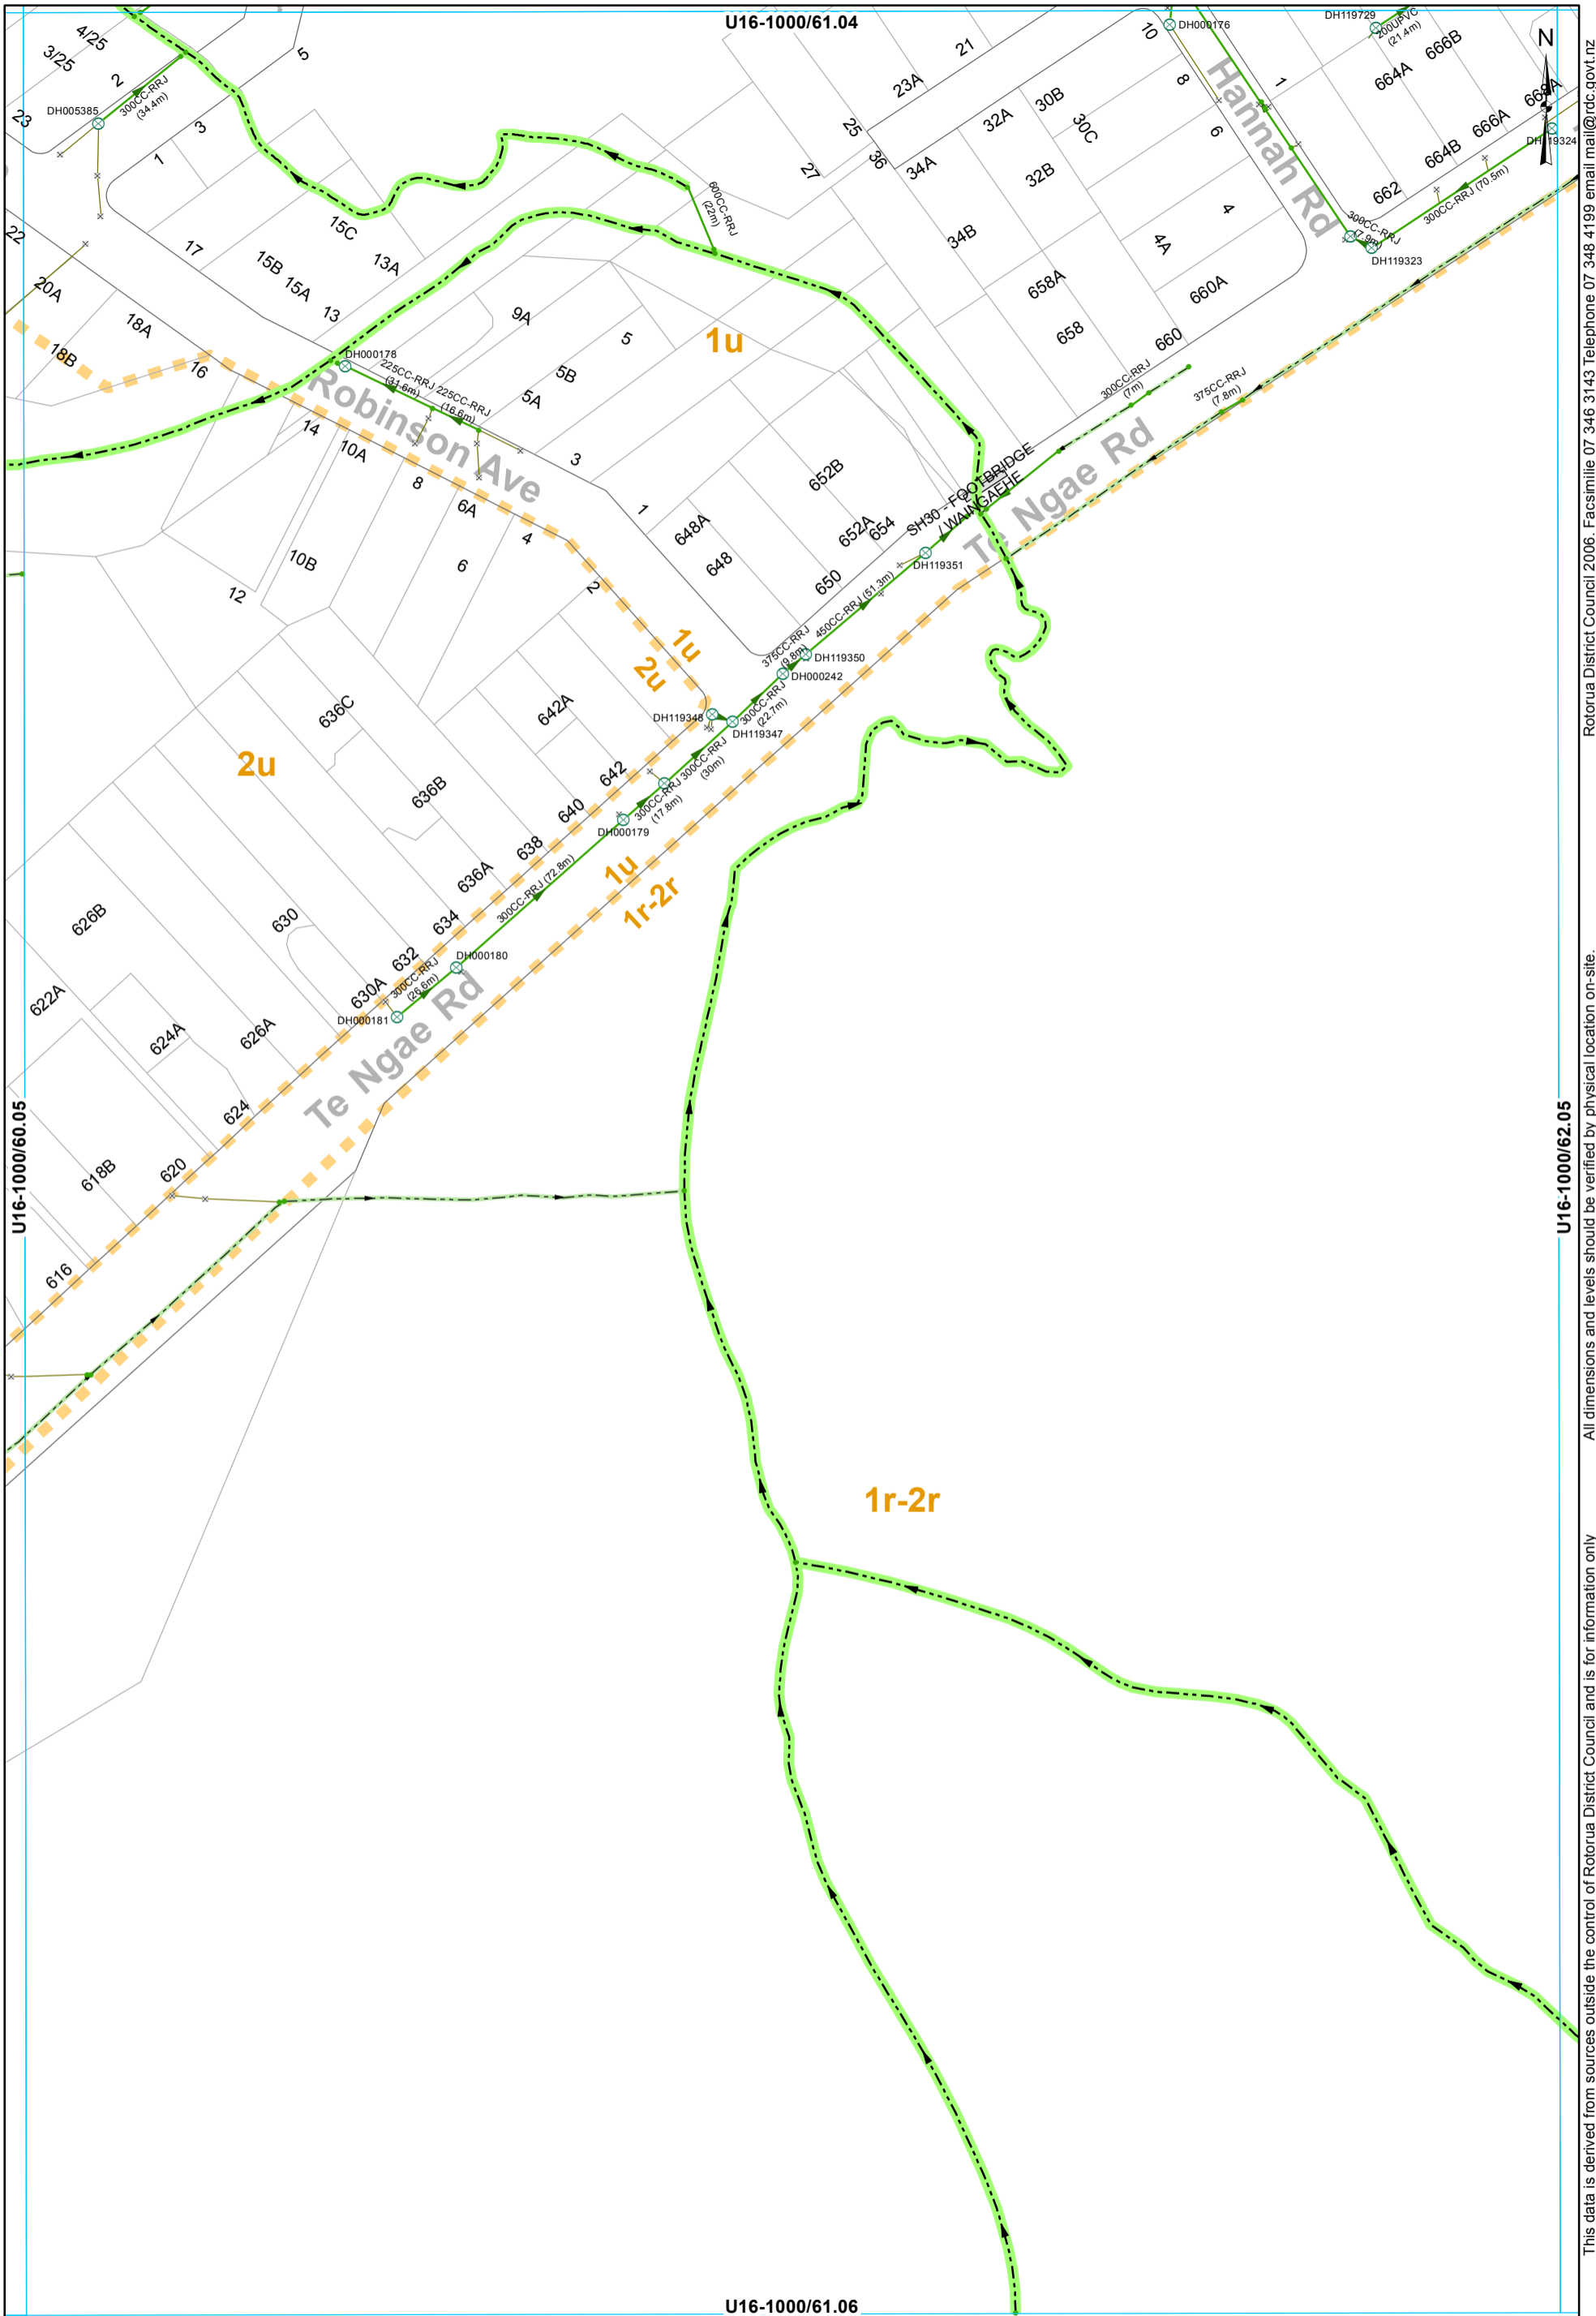 U16-1000/61.04
DH119729
200UPVC
(21.4m)
DH000176
N
4/25
3/25
2
5
23
DH005385
300CC-RRJ
(34.4m)
3
1
21
23A
25
36
27
10
8
6
30B
32A
30C
34A
32B
34B
4
4A
Hannah Rd
1
666B
664A
668A
666A
664B
662
300CC-RRJ (70.5m)
300CC-RRJ
DH119323
22
20A
18A
18B
16
17
15C
15B
13A
15A
13
600CC-RRJ
(22m)
9A
5
5B
5A
1u
658A
660A
658
660
DH000178
225CC-RRJ
(31.6m)
225CC-RRJ
(16.6m)
Robinson Ave
300CC-RRJ
(7m)
375CC-RRJ
(7.8m)
14
10A
8
6A
4
3
1
652B
648A
652A
654
648
650
SH30 - FOOTBRIDGE
/ WAINGAEHE
Te Ngae Rd
DH119351
10B
12
6
2
450CC-RRJ (51.3m)
375CC-RRJ
(9.8m)
DH119350
DH000242
1u
2u
DH119348
DH119347
300CC-RRJ
(22.7m)
636C
642A
2u
636B
642
640
638
300CC-RRJ
(30m)
300CC-RRJ
(17.8m)
DH000179
636A
300CC-RRJ (72.8m)
1u
1r-2r
626B
630
634
632
630A
300CC-RRJ
(26.6m)
DH000180
DH000181
622A
624A
626A
Te Ngae Rd
624
620
618B
616
U16-1000/60.05
U16-1000/62.05
1r-2r
U16-1000/61.06
Rotorua District Council 2006. Facsimilie 07 346 3143 Telephone 07 348 4199 email mail@rdc.govt.nz
All dimensions and levels should be verified by physical location on-site.
This data is derived from sources outside the control of Rotorua District Council and is for information only